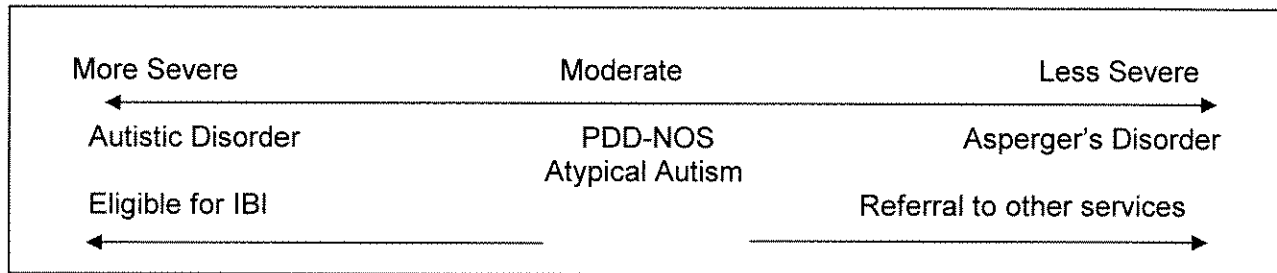 More Severe Moderate Less Severe
Autistic Disorder PDD-NOS Asperger's Disorder
Atypical Autism
Eligible for IBI Referral to other services